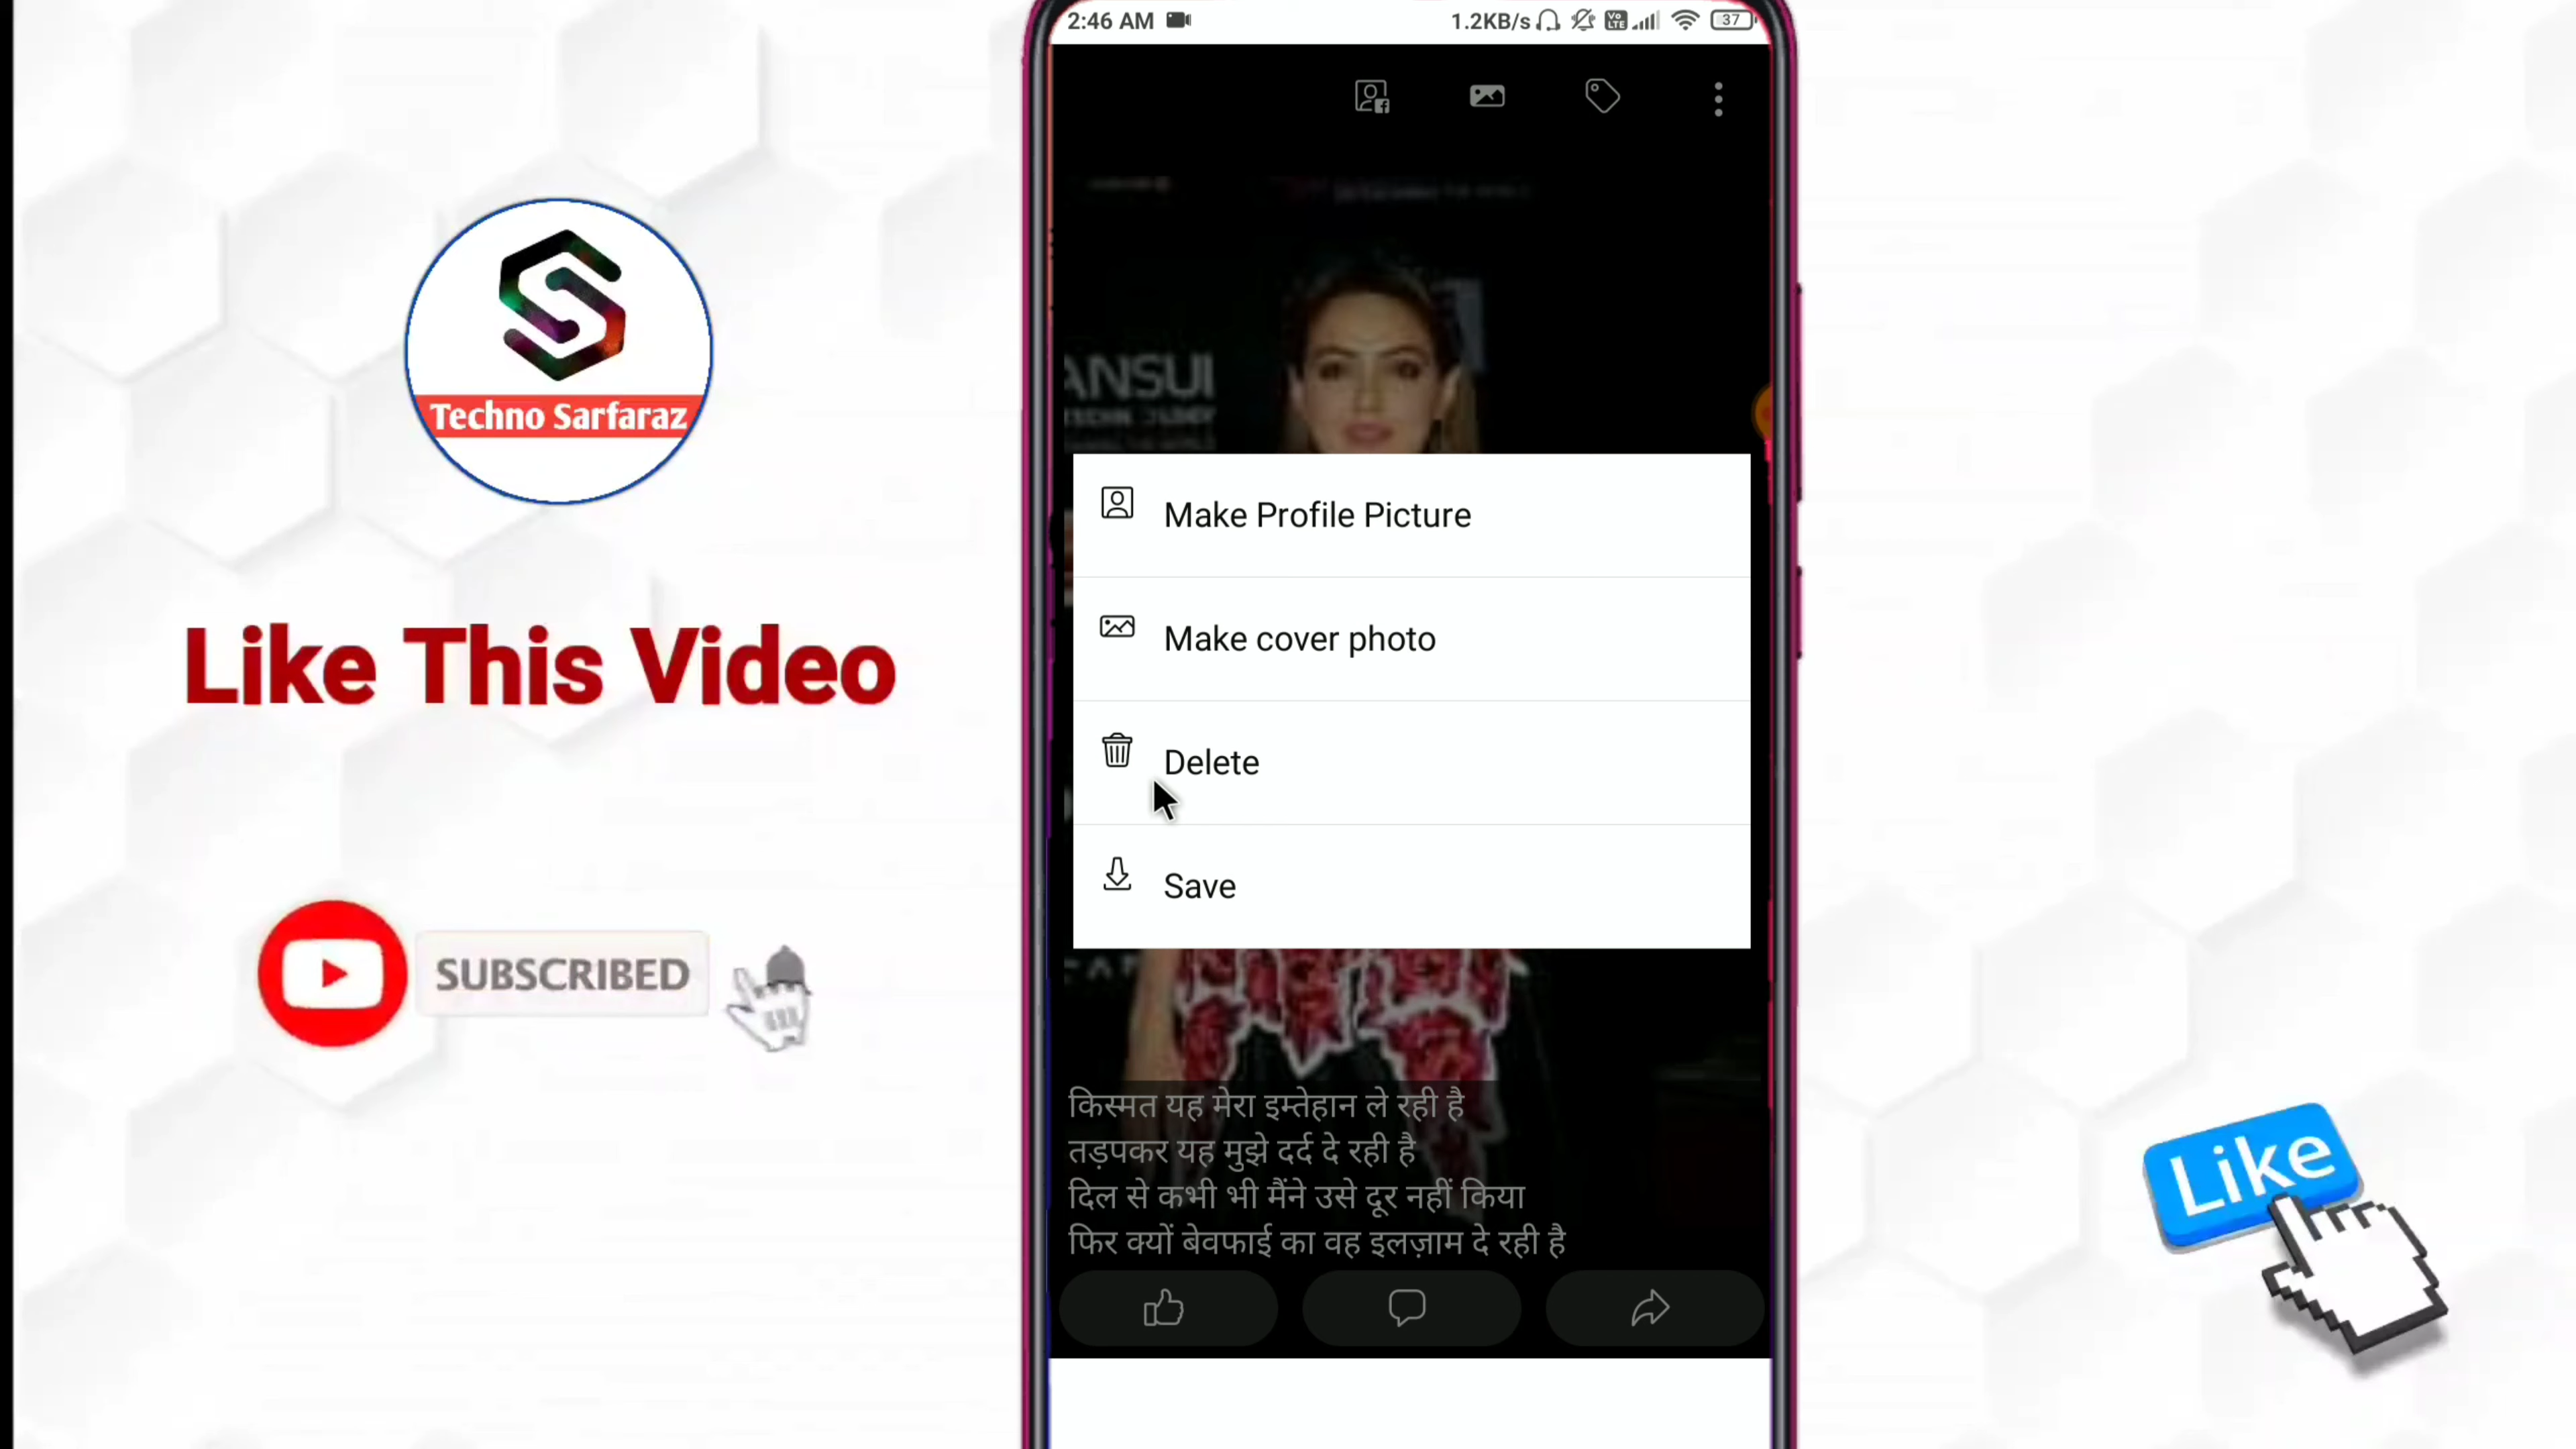 2:46 AM 1.2KB/s Vo LTE 37
ANSUI
Techno Sarfaraz
Make Profile Picture
Like This Video
Make cover photo
Delete
Save
SUBSCRIBED
किस्मत यह मेरा इम्तेहान ले रही है
तड़पकर यह मुझे दर्द दे रही है
दिल से कभी भी मैंने उसे दूर नहीं किया
फिर क्यों बेवफाई का वह इलज़ाम दे रही है
Like